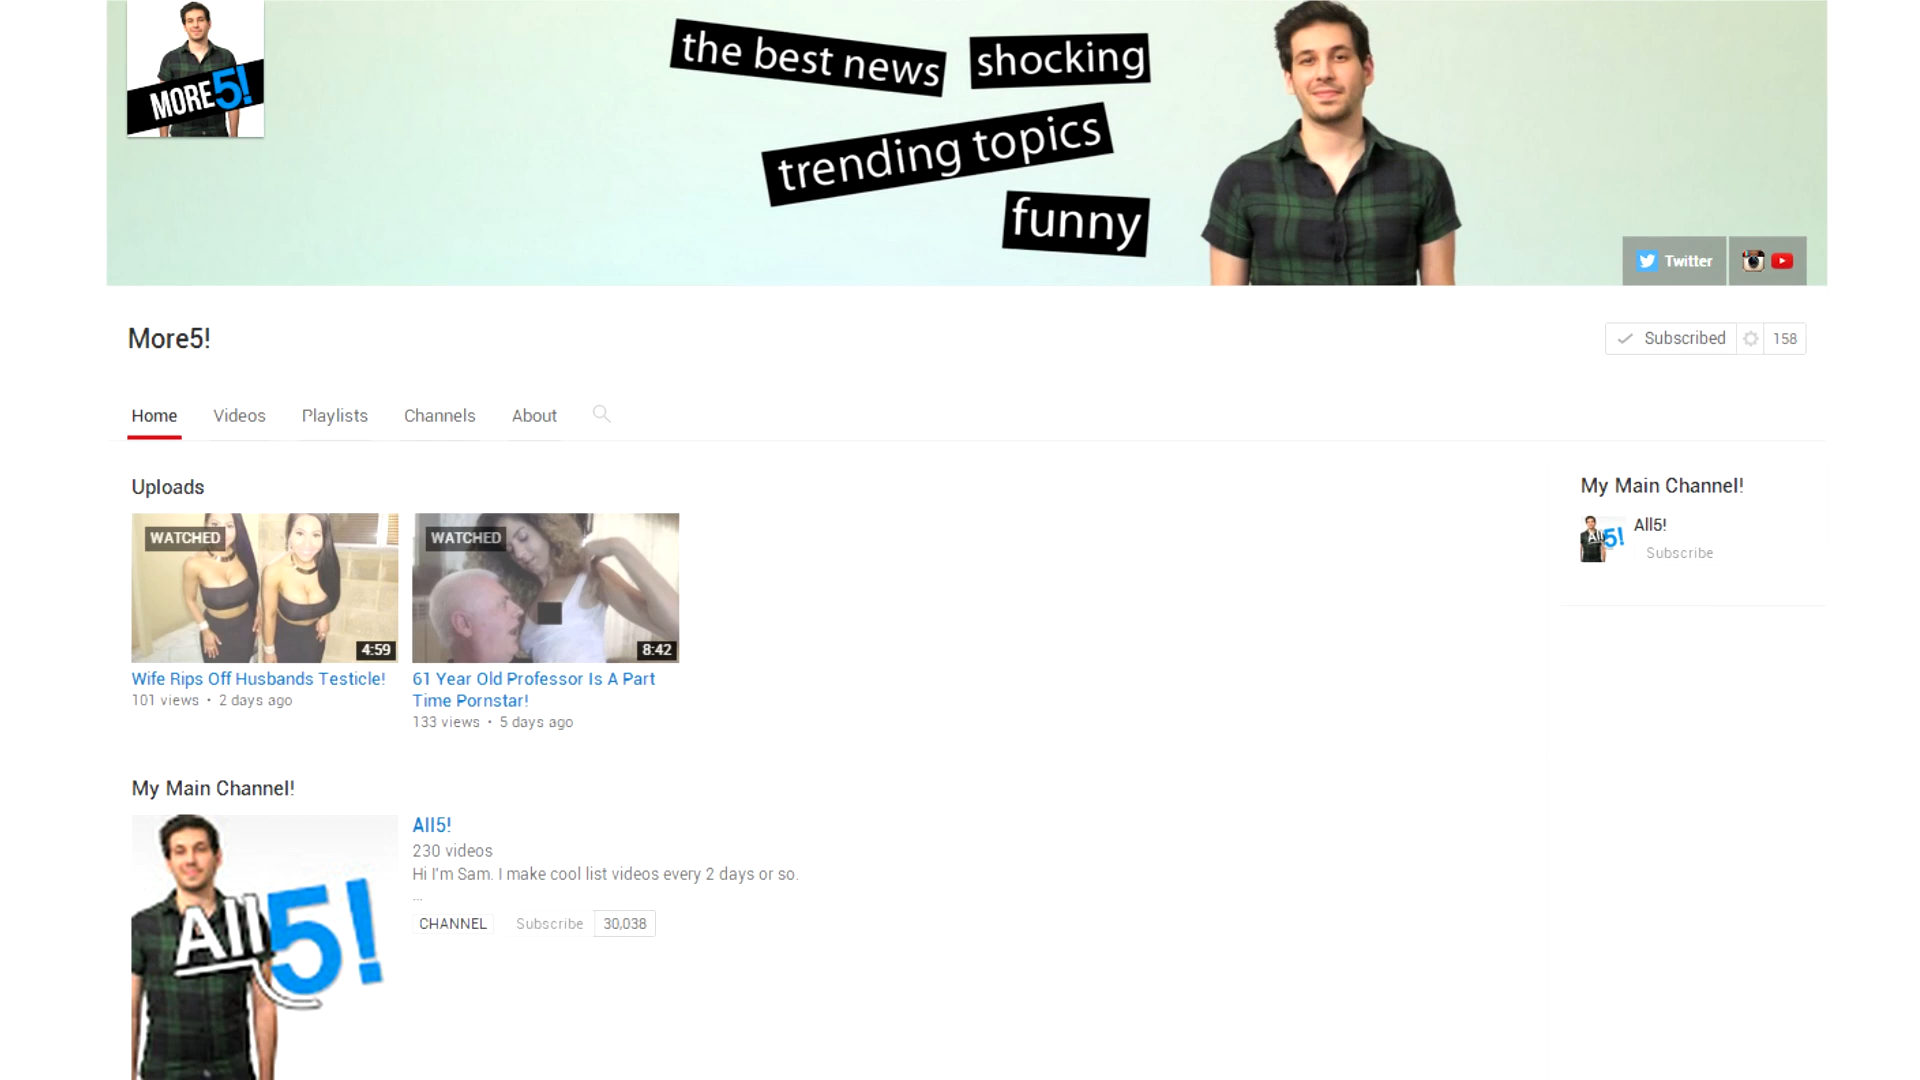 MORE5!
the best news
shocking
trending topics
funny
Twitter
More5!
Subscribed
158
Home
Videos
Playlists
Channels
About
Uploads
WATCHED
4:59
Wife Rips Off Husbands Testicle!
101 views • 2 days ago
WATCHED
8:42
61 Year Old Professor Is A Part
Time Pornstar!
133 views • 5 days ago
My Main Channel!
All5!
All5!
Subscribe
My Main Channel!
All5!
All5!
230 videos
Hi I'm Sam. I make cool list videos every 2 days or so.
...
CHANNEL
Subscribe
30,038